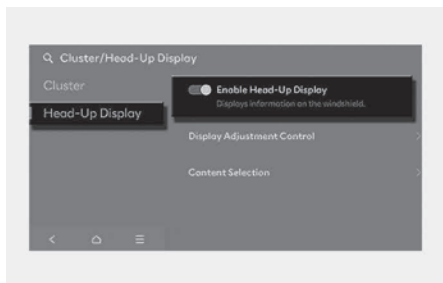 Cluster/Head-Up Display
Cluster
Enable Head-Up Display
Displays information on the windshield.
Head-Up Display
Display Adjustment Control
Content Selection